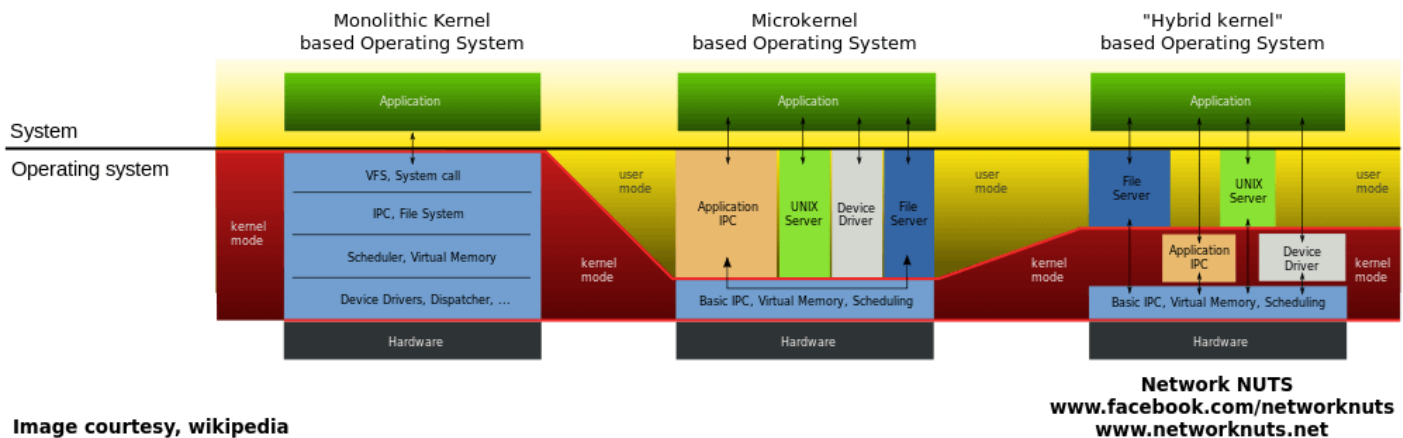 Monolithic Kernel
based Operating System
Microkernel
based Operating System
"Hybrid kernel"
based Operating System
System
Operating system
Application
VFS, System call
IPC, File System
Scheduler, Virtual Memory
Device Drivers, Dispatcher, ...
Hardware
kernel
mode
kernel
mode
user
mode
Application
Application
IPC
UNIX
Server
Device
Driver
File
Server
Basic IPC, Virtual Memory, Scheduling
Hardware
user
mode
kernel
mode
Application
File
Server
UNIX
Server
Application
IPC
Device
Driver
Basic IPC, Virtual Memory, Scheduling
Hardware
user
mode
kernel
mode
Image courtesy, wikipedia
Network NUTS
www.facebook.com/networknuts
www.networknuts.net